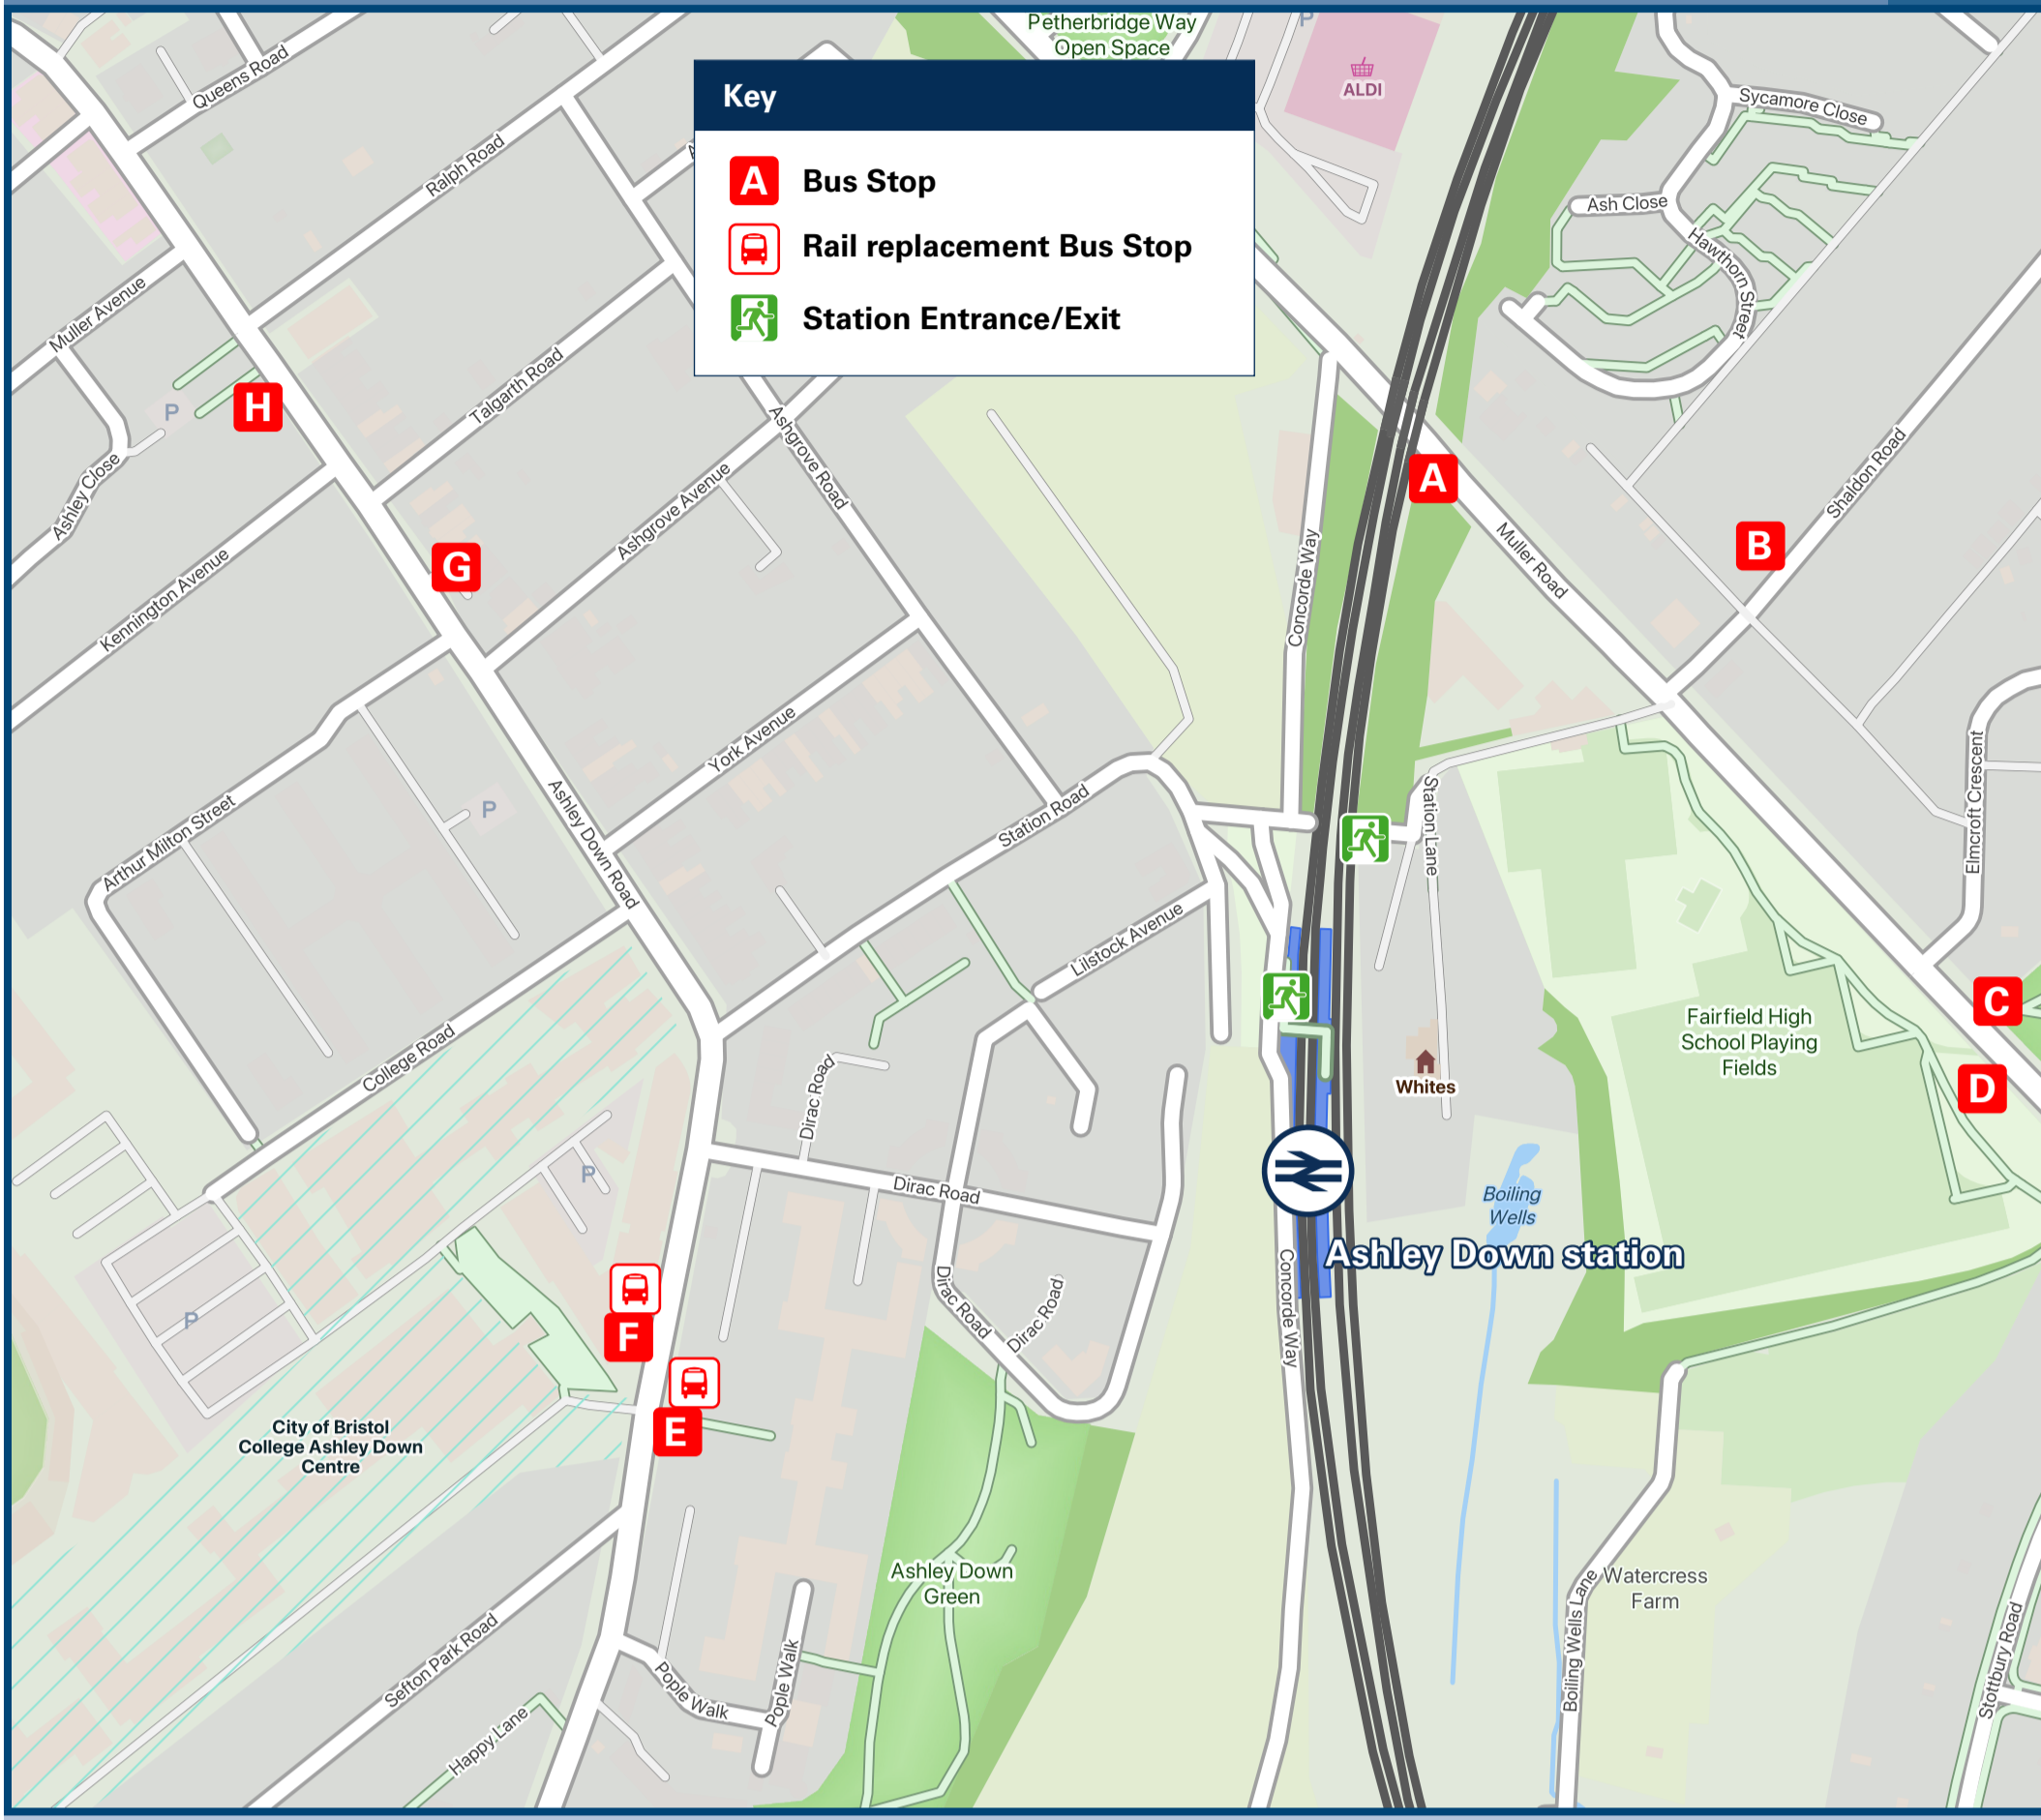 Petherbridge Way
Open Space
P
ALDI
Queens Road
Sycamore Close
Key
A
Bus Stop
Rail replacement Bus Stop
Station Entrance/Exit
Ralph Road
Ash Close
Hawthorn Street
Muller Avenue
Talgarth Road
H
P
Ashley Close
Ashgrove Road
Ashgrove Avenue
A
Shaldon Road
B
Muller Road
G
Kennington Avenue
Concorde Way
York Avenue
P
Ashley Down Road
Arthur Milton Street
Station Road
Station Lane
Elmcroft Crescent
Lilstock Avenue
C
Fairfield High
School Playing
Fields
College Road
Dirac Road
Whites
D
P
Dirac Road
Boiling
Wells
Ashley Down station
Dirac Road
Dirac Road
Concorde Way
P
F
E
City of Bristol
College Ashley Down
Centre
Ashley Down
Green
Watercress
Farm
Boiling Wells Lane
Stottbury Road
Sefton Park Road
Pople Walk
Pople Walk
Happy Lane